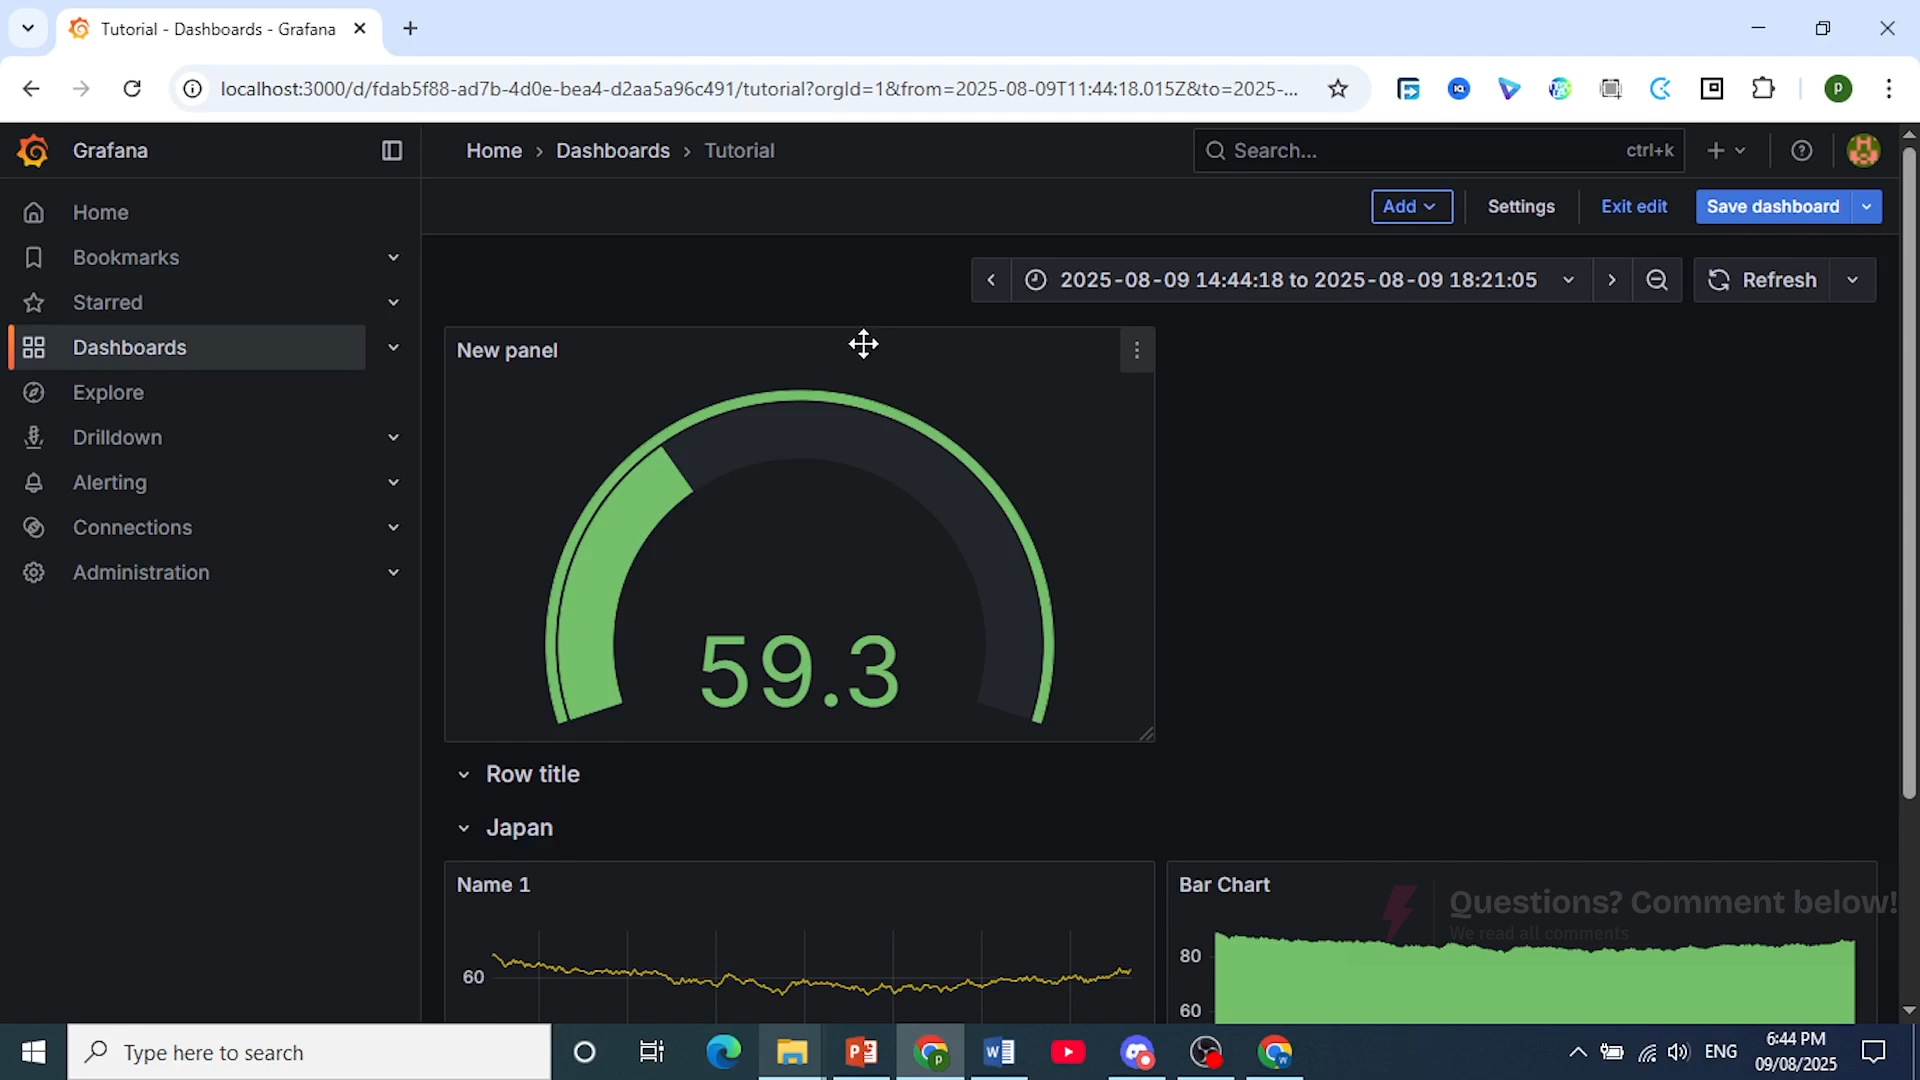 Tutorial - Dashboards - Grafana
localhost:3000/d/fdab5f88-ad7b-4d0e-bea4-d2aa5a96c491/tutorial?orgId=1&from=2025-08-09T11:44:18.015Z&to=2025-...
p
Grafana
Home › Dashboards › Tutorial
Search...
ctrl+k
Home
Bookmarks
Starred
Dashboards
Explore
Drilldown
Alerting
Connections
Administration
Add
Settings
Exit edit
Save dashboard
2025-08-09 14:44:18 to 2025-08-09 18:21:05
Refresh
New panel
59.3
Row title
Japan
Name 1
60
Bar Chart
80
60
Questions? Comment below!
We read all comments
Type here to search
ENG
6:44 PM
09/08/2025